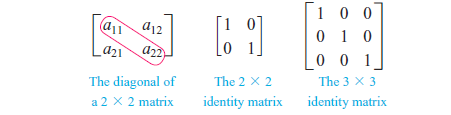 a11 a12
a21 a22
1 0
0 1
1 0 0
0 1 0
0 0 1
The diagonal of
a 2 × 2 matrix
The 2 × 2
identity matrix
The 3 × 3
identity matrix